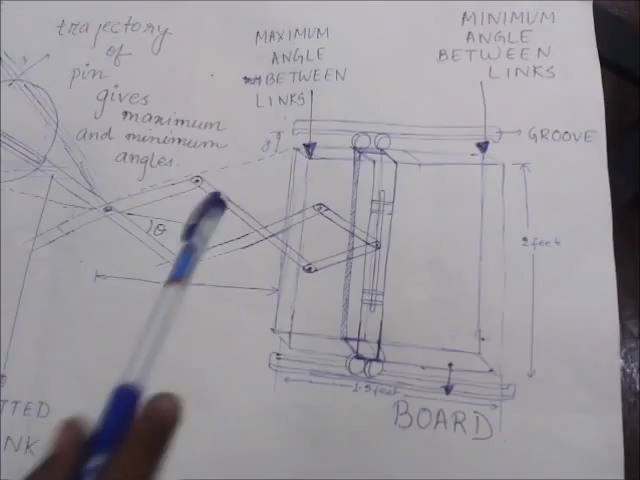 trajectory
of
pin
gives
maximum
and minimum
angles.
MAXIMUM
ANGLE
BETWEEN
LINKS
MINIMUM
ANGLE
BETWEEN
LINKS
GROOVE
θ
2 feet
1.5 feet
BOARD
TTED
NK